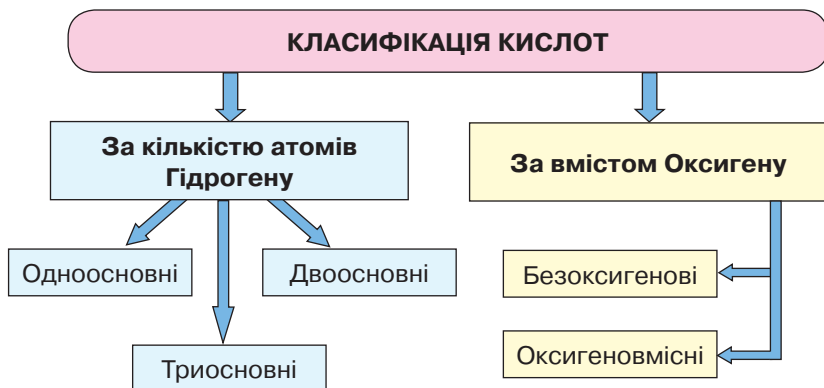 КЛАСИФІКАЦІЯ КИСЛОТ
За кількістю атомів
Гідрогену
За вмістом Оксигену
Одноосновні
Двоосновні
Триосновні
Безоксигенові
Оксигеновмісні